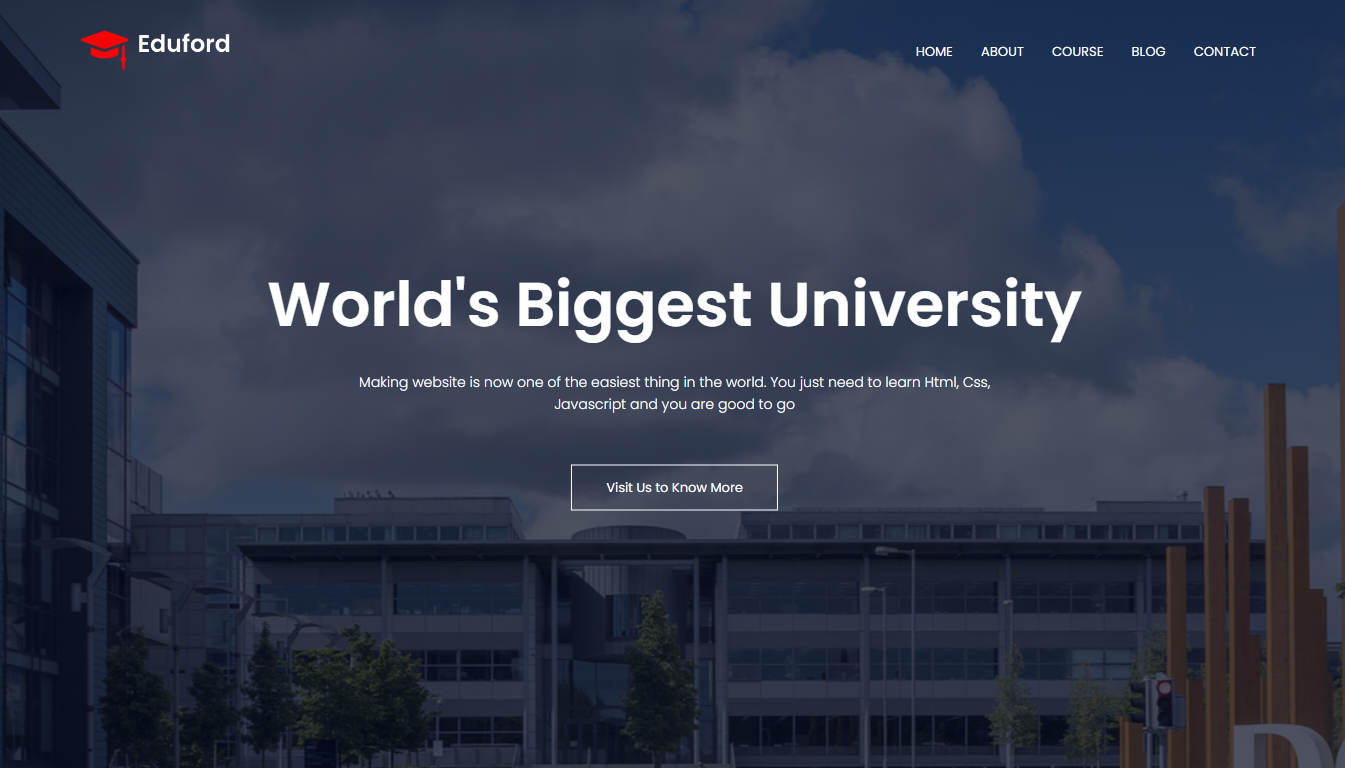 Eduford
HOME ABOUT COURSE BLOG CONTACT
World's Biggest University
Making website is now one of the easiest thing in the world. You just need to learn Html, Css,
Javascript and you are good to go
Visit Us to Know More